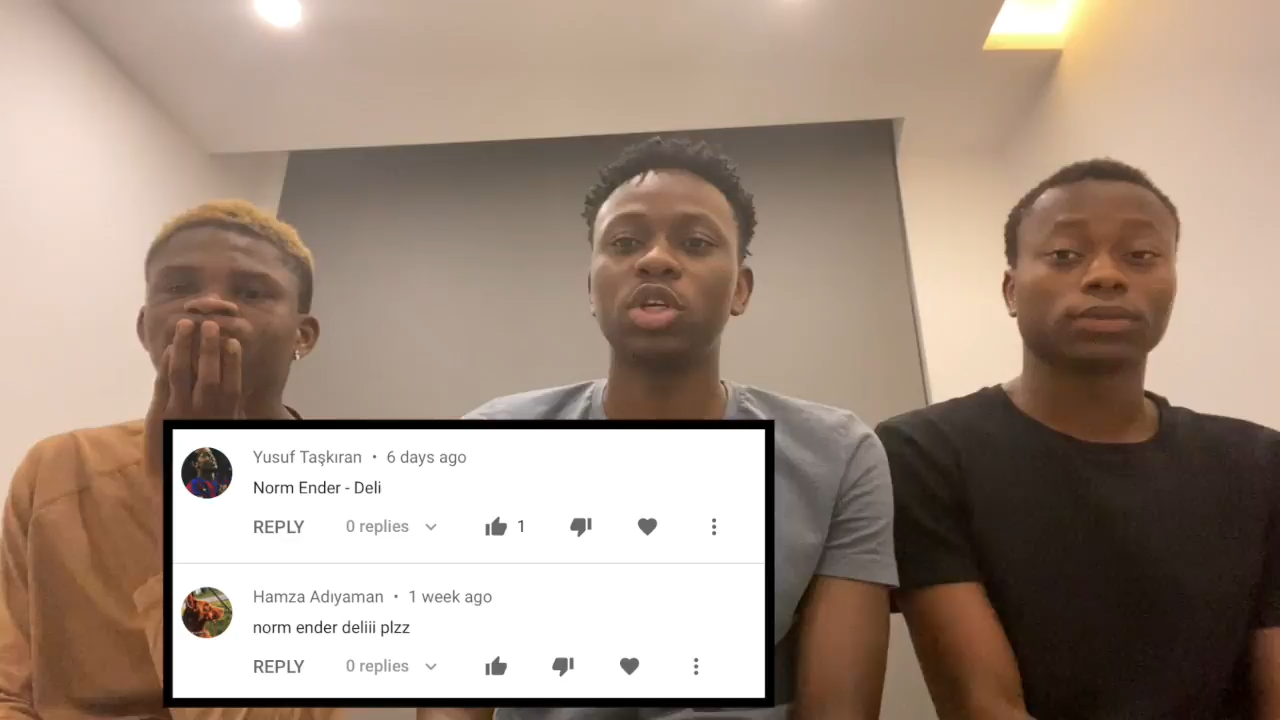 Yusuf Taşkıran • 6 days ago
Norm Ender - Deli
REPLY 0 replies 1
Hamza Adıyaman • 1 week ago
norm ender deliii plzz
REPLY 0 replies